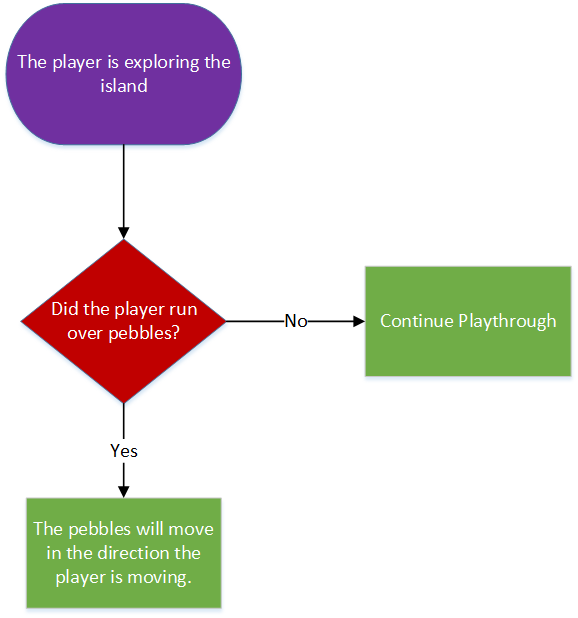 The player is exploring the
island
Did the player run
over pebbles?
No
Continue Playthrough
Yes
The pebbles will move
in the direction the
player is moving.